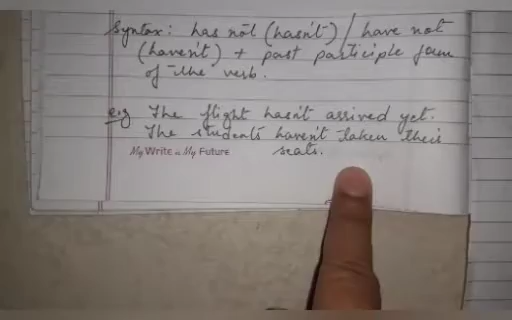 Syntax: has not (hasn't) / have not
(haven't) + past participle form
of the verb.
e.g The flight hasn't arrived yet.
The students haven't taken their
seats.
My Write is My Future